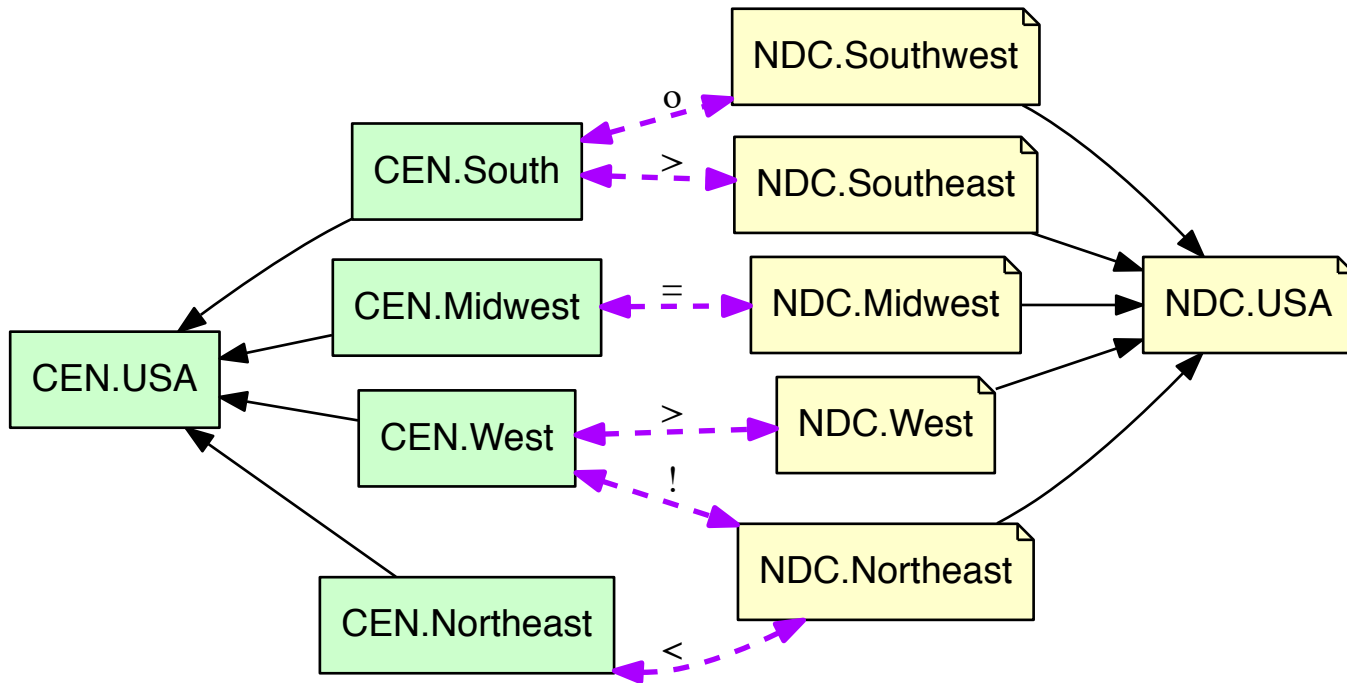 NDC.Southwest
o
CEN.South
>
NDC.Southeast
CEN.Midwest
=
NDC.Midwest
NDC.USA
CEN.USA
CEN.West
>
NDC.West
!
NDC.Northeast
CEN.Northeast
<